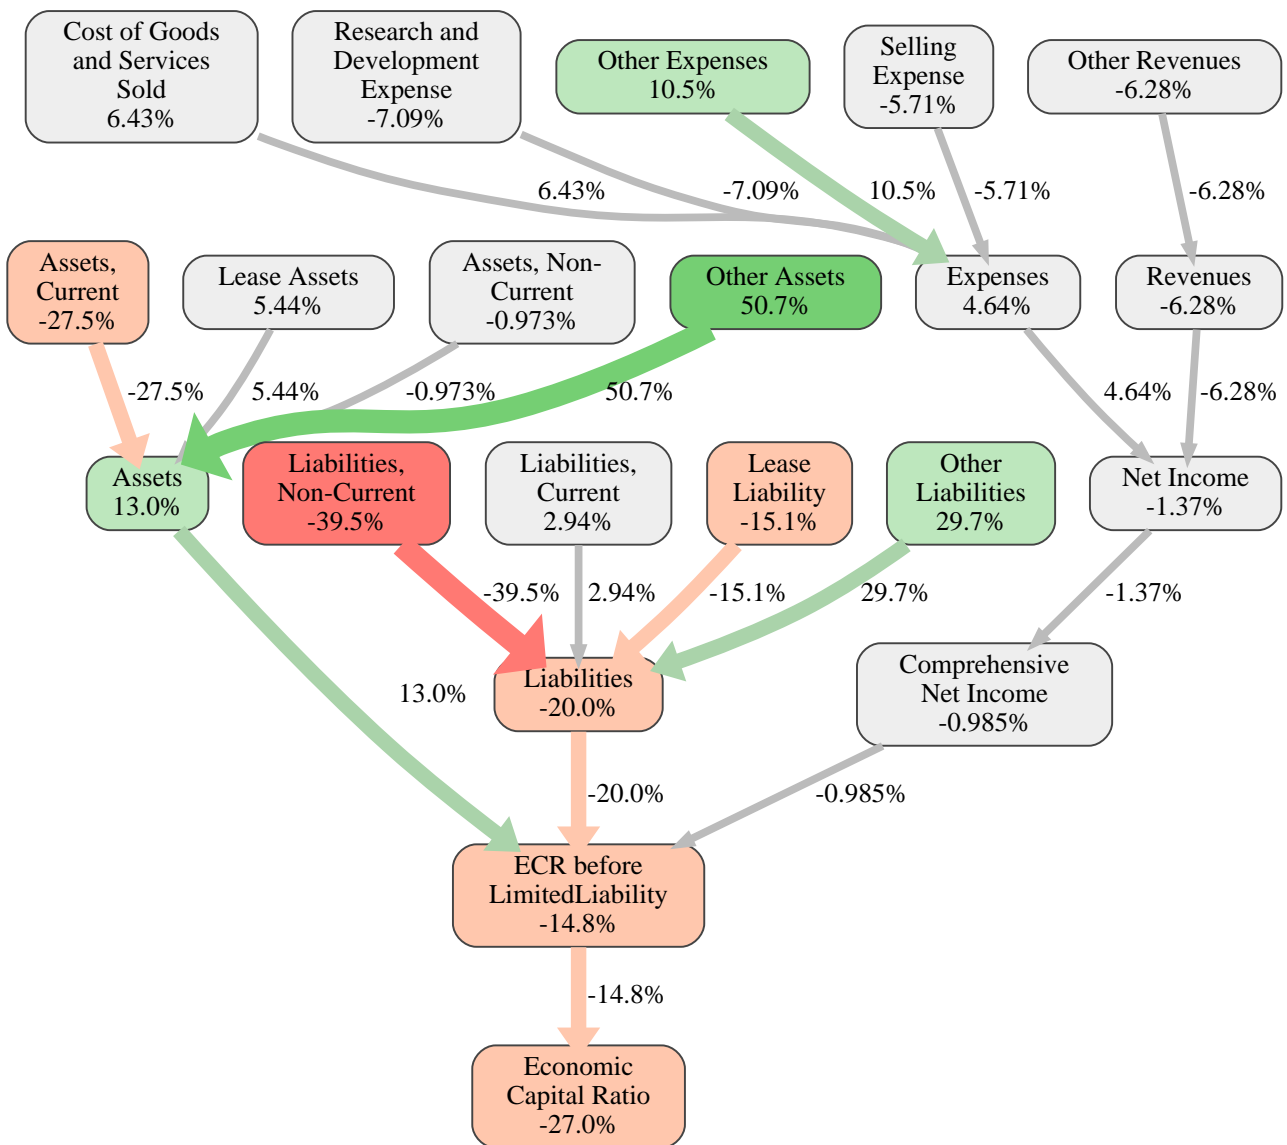 Cost of Goods
and Services
Sold
6.43%
Research and
Development
Expense
-7.09%
Other Expenses
10.5%
Selling
Expense
-5.71%
Other Revenues
-6.28%
6.43%
-7.09%
10.5%
-5.71%
-6.28%
Assets,
Current
-27.5%
Lease Assets
5.44%
Assets, Non-
Current
-0.973%
Other Assets
50.7%
Expenses
4.64%
Revenues
-6.28%
-27.5%
5.44%
-0.973%
50.7%
4.64%
-6.28%
Assets
13.0%
Liabilities,
Non-Current
-39.5%
Liabilities,
Current
2.94%
Lease
Liability
-15.1%
Other
Liabilities
29.7%
Net Income
-1.37%
-39.5%
2.94%
-15.1%
29.7%
-1.37%
13.0%
Liabilities
-20.0%
Comprehensive
Net Income
-0.985%
-20.0%
-0.985%
ECR before
LimitedLiability
-14.8%
-14.8%
Economic
Capital Ratio
-27.0%